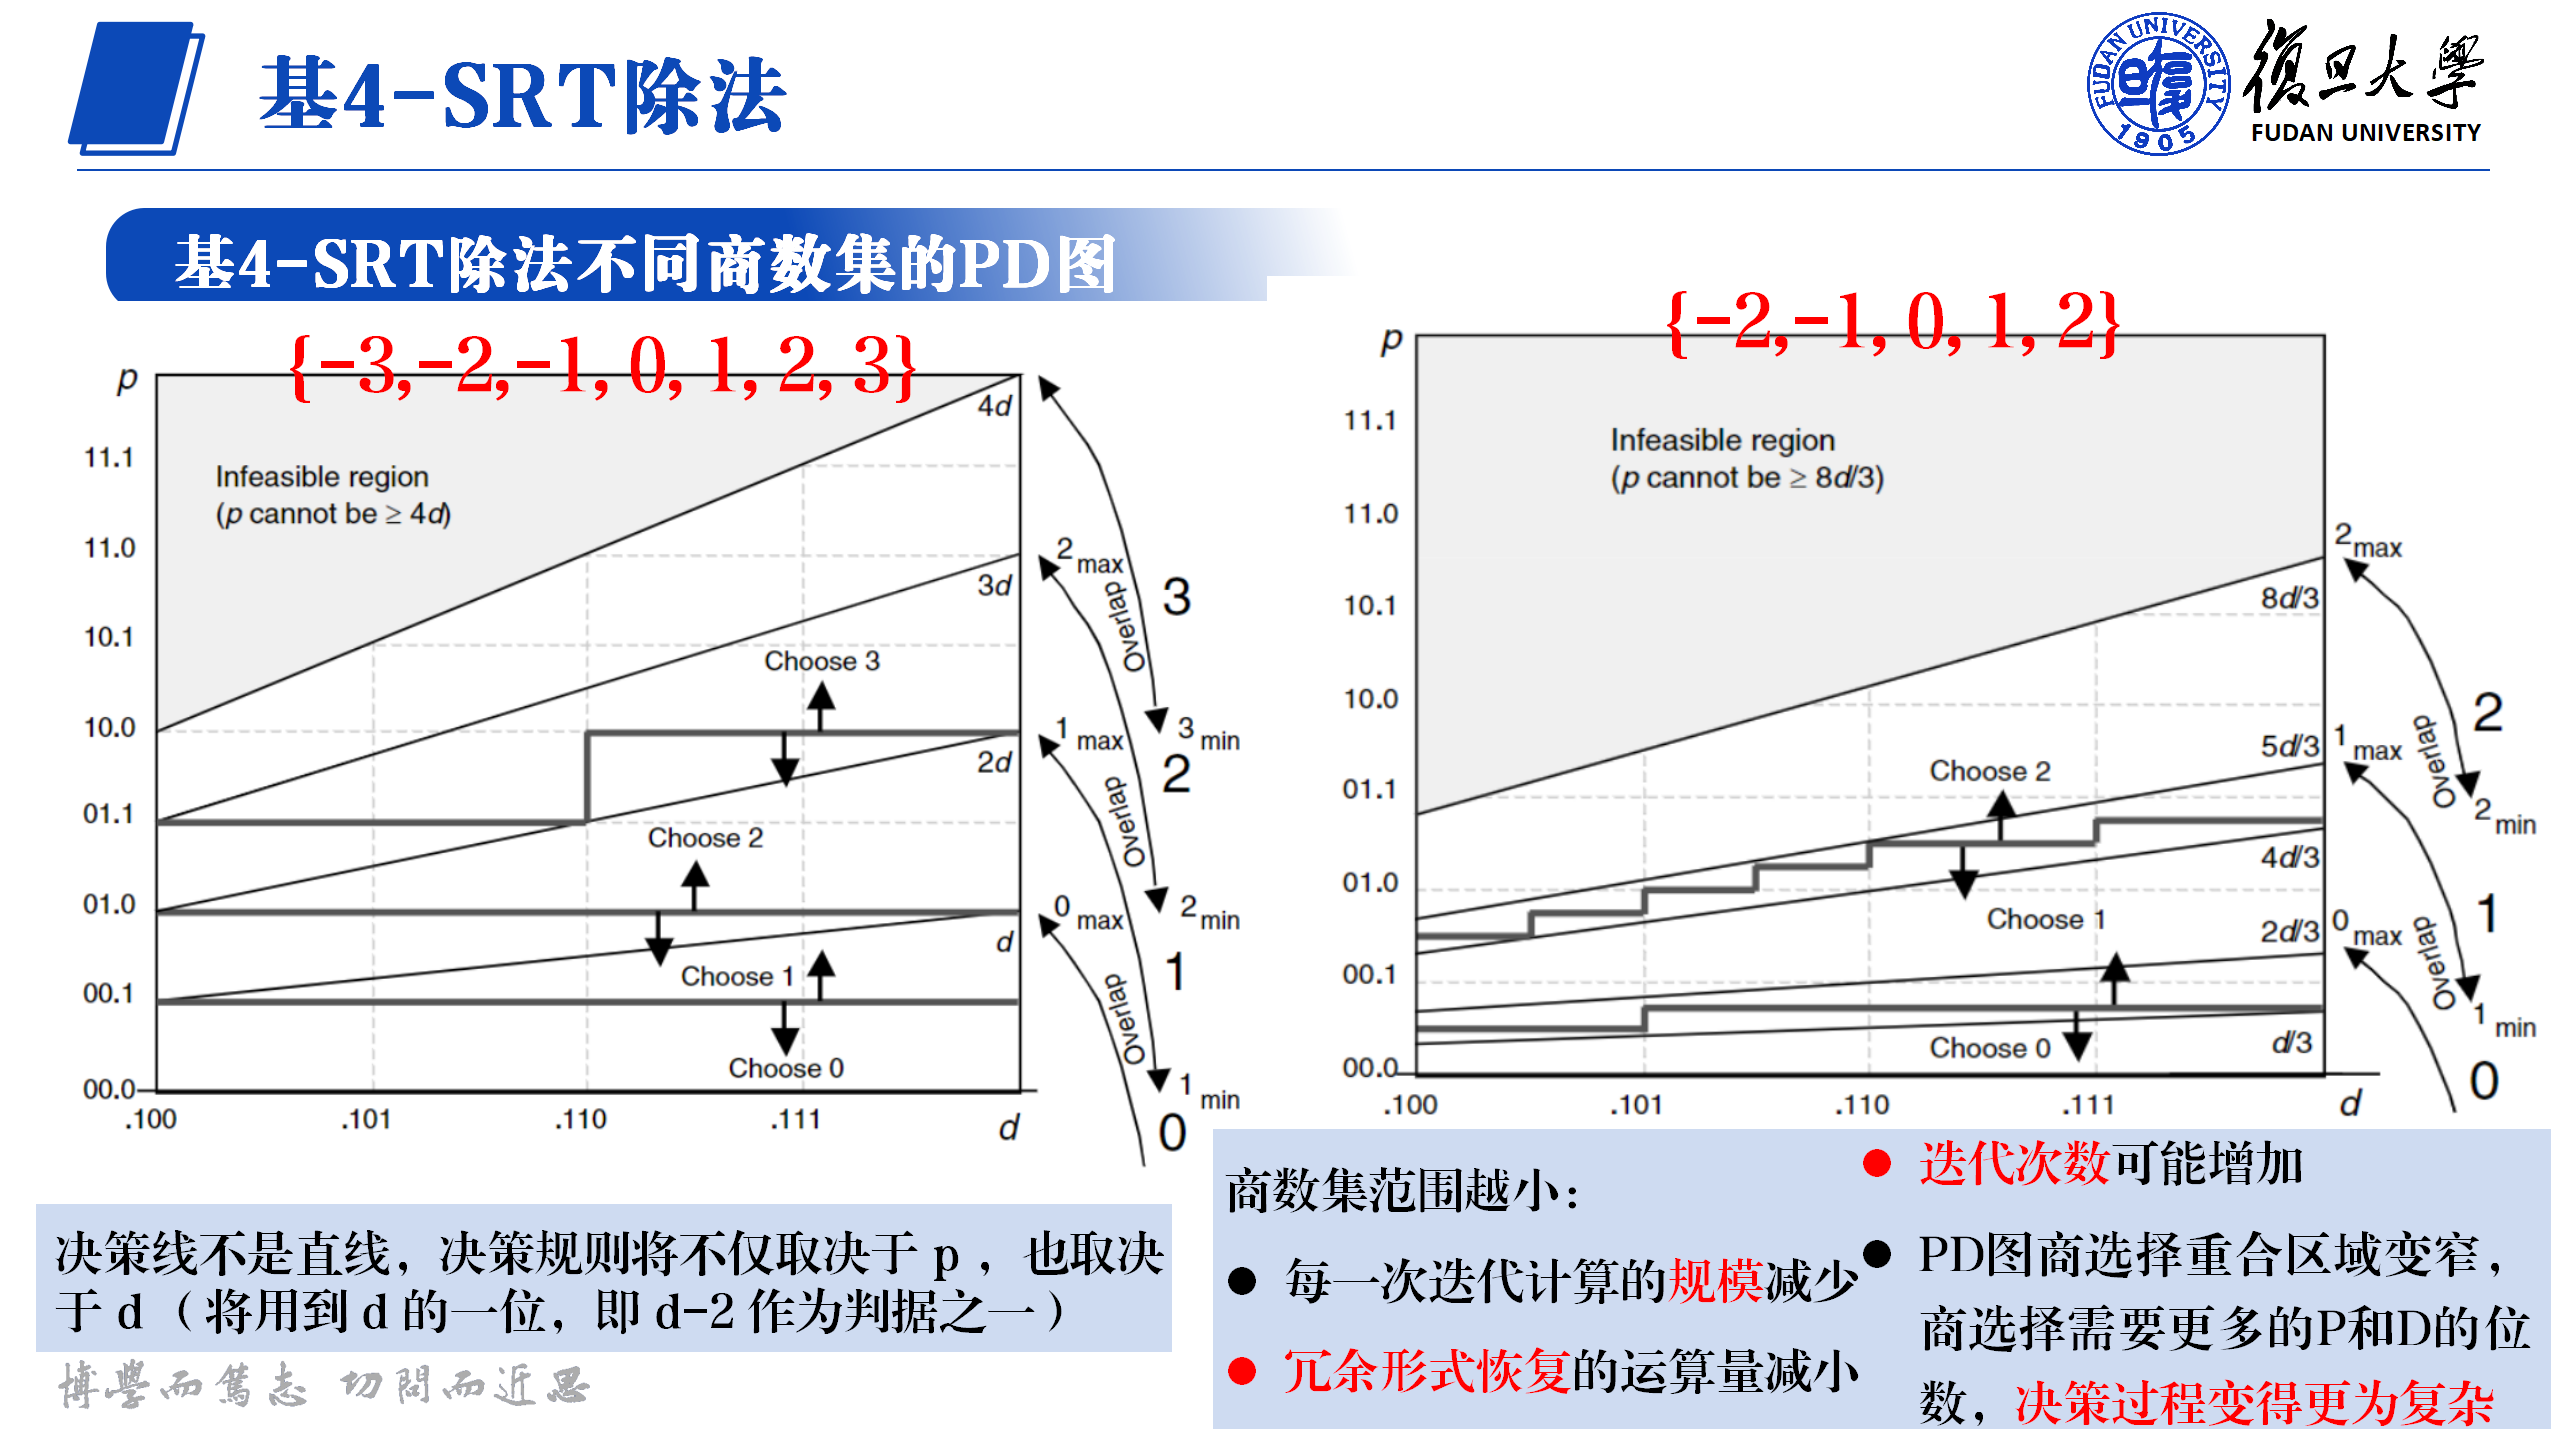 基4-SRT除法
FUDAN UNIVERSITY
1905
復旦大學
FUDAN UNIVERSITY
基4-SRT除法不同商数集的PD图
{-3,-2,-1, 0, 1, 2, 3}
p
11.1
11.0
10.1
10.0
01.1
01.0
00.1
00.0
.100
.101
.110
.111
d
Infeasible region
(p cannot be ≥ 4d)
4d
3d
2d
d
Choose 3
Choose 2
Choose 1
Choose 0
2 max
1 max
0 max
Overlap
Overlap
Overlap
3
3 min
2
2 min
1
1 min
0
{-2,-1, 0, 1, 2}
p
11.1
11.0
10.1
10.0
01.1
01.0
00.1
00.0
.100
.101
.110
.111
d
Infeasible region
(p cannot be ≥ 8d/3)
8d/3
5d/3
4d/3
2d/3
d/3
Choose 2
Choose 1
Choose 0
2 max
1 max
0 max
Overlap
Overlap
2
2 min
1
1 min
0
决策线不是直线，决策规则将不仅取决于 p ，也取决
于 d （将用到 d 的一位，即 d-2 作为判据之一）
商数集范围越小：
每一次迭代计算的规模减少
冗余形式恢复的运算量减小
迭代次数可能增加
PD图商选择重合区域变窄，
商选择需要更多的P和D的位
数，决策过程变得更为复杂
博學而篤志 切問而近思